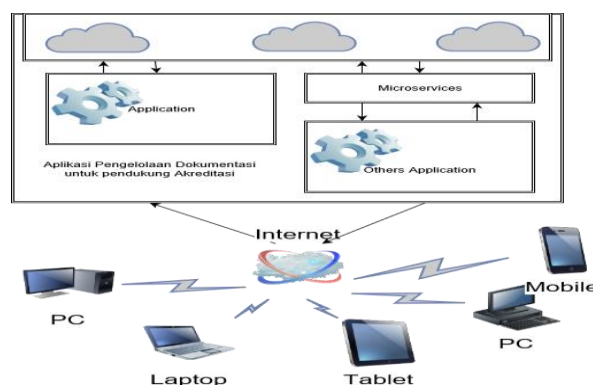 Application
Microservices
Aplikasi Pengelolaan Dokumentasi
untuk pendukung Akreditasi
Others Application
Internet
Mobile
PC
PC
Laptop
Tablet